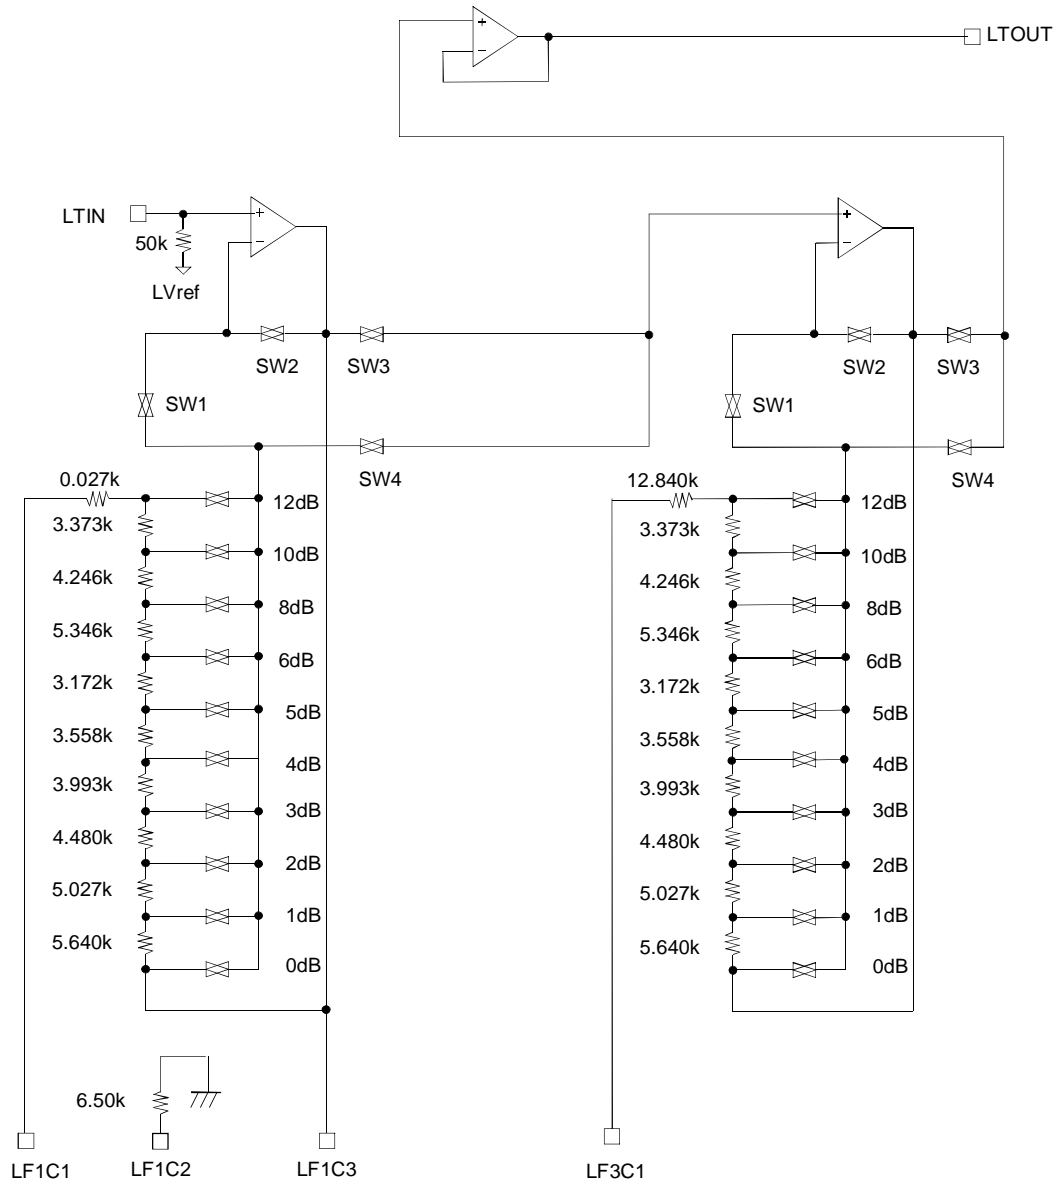 +
−
LTOUT
LTIN
+
−
50k
LVref
+
−
SW2
SW3
SW2
SW3
SW1
SW1
SW4
SW4
0.027k
12dB
3.373k
10dB
4.246k
8dB
5.346k
6dB
3.172k
5dB
3.558k
4dB
3.993k
3dB
4.480k
2dB
5.027k
1dB
5.640k
0dB
12.840k
12dB
3.373k
10dB
4.246k
8dB
5.346k
6dB
3.172k
5dB
3.558k
4dB
3.993k
3dB
4.480k
2dB
5.027k
1dB
5.640k
0dB
6.50k
LF1C1
LF1C2
LF1C3
LF3C1